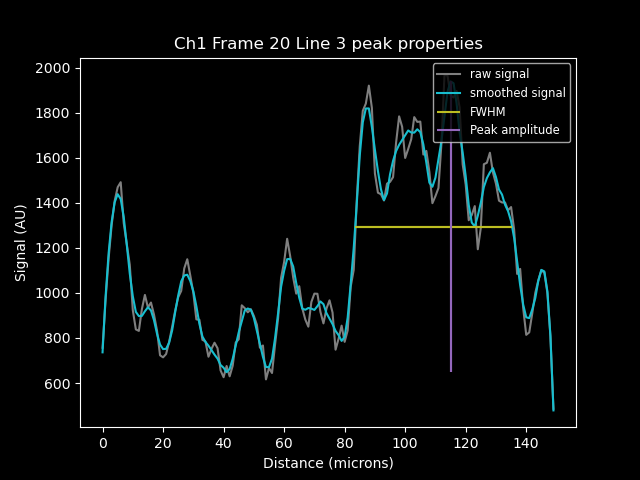 Ch1 Frame 20 Line 3 peak properties
raw signal
smoothed signal
FWHM
Peak amplitude
Signal (AU)
2000
1800
1600
1400
1200
1000
800
600
0 20 40 60 80 100 120 140
Distance (microns)